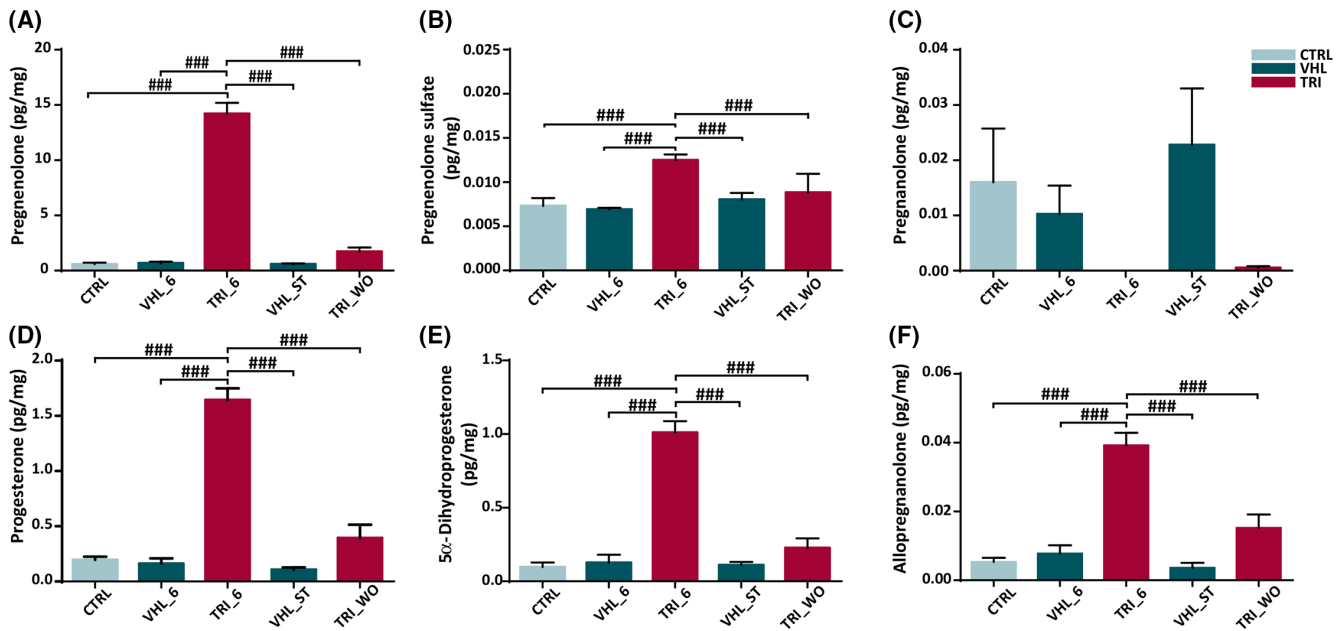 (A)
Pregnenolone (pg/mg)
20
15
10
5
0
###
###
###
###
CTRL
VHL_6
TRI_6
VHL_ST
TRI_WO
(B)
Pregnenolone sulfate
(pg/mg)
0.025
0.020
0.015
0.010
0.005
0.000
###
###
###
###
CTRL
VHL_6
TRI_6
VHL_ST
TRI_WO
(C)
Pregnanolone (pg/mg)
0.04
0.03
0.02
0.01
0.00
CTRL
VHL
TRI
CTRL
VHL_6
TRI_6
VHL_ST
TRI_WO
(D)
Progesterone (pg/mg)
2.0
1.5
1.0
0.5
0.0
###
###
###
###
CTRL
VHL_6
TRI_6
VHL_ST
TRI_WO
(E)
5α-Dihydroprogesterone
(pg/mg)
1.5
1.0
0.5
0.0
###
###
###
###
CTRL
VHL_6
TRI_6
VHL_ST
TRI_WO
(F)
Allopregnanolone (pg/mg)
0.06
0.04
0.02
0.00
###
###
###
###
CTRL
VHL_6
TRI_6
VHL_ST
TRI_WO